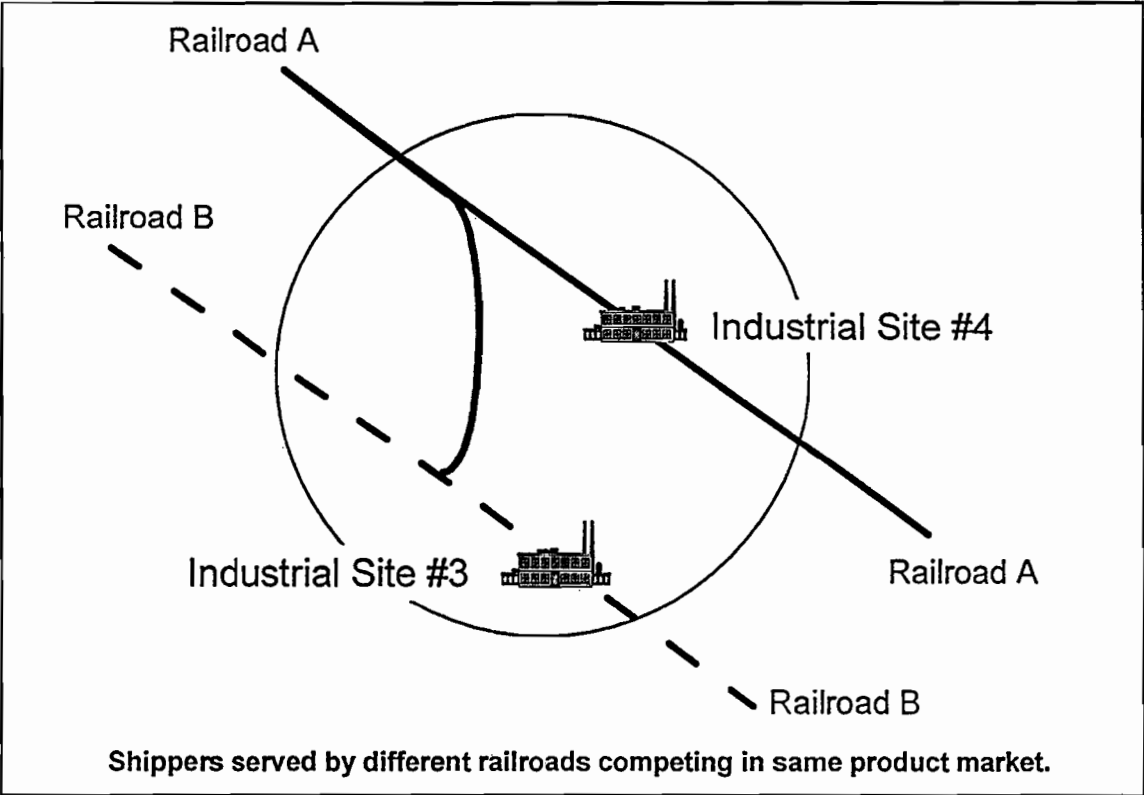 Railroad A
Railroad B
Industrial Site #4
Industrial Site #3
Railroad A
Railroad B
Shippers served by different railroads competing in same product market.